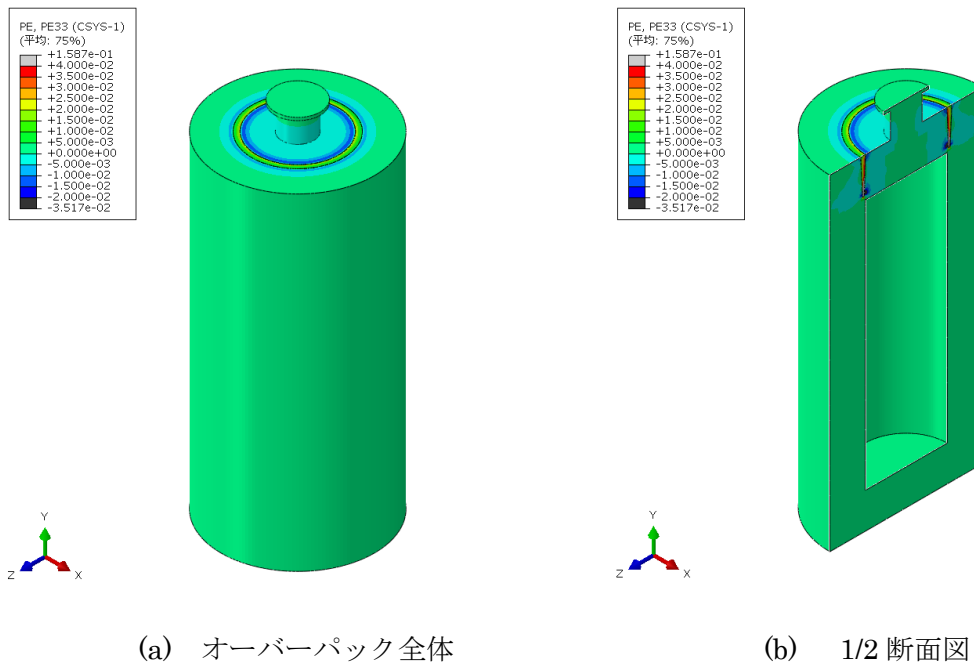 PE, PE33 (CSYS-1)
(平均: 75%)
+1.587e-01
+4.000e-02
+3.500e-02
+3.000e-02
+2.500e-02
+2.000e-02
+1.500e-02
+1.000e-02
+5.000e-03
+0.000e+00
-5.000e-03
-1.000e-02
-1.500e-02
-2.000e-02
-3.517e-02
Y
Z
X
(a) オーバーパック全体
PE, PE33 (CSYS-1)
(平均: 75%)
+1.587e-01
+4.000e-02
+3.500e-02
+3.000e-02
+2.500e-02
+2.000e-02
+1.500e-02
+1.000e-02
+5.000e-03
+0.000e+00
-5.000e-03
-1.000e-02
-1.500e-02
-2.000e-02
-3.517e-02
Y
Z
X
(b) 1/2 断面図